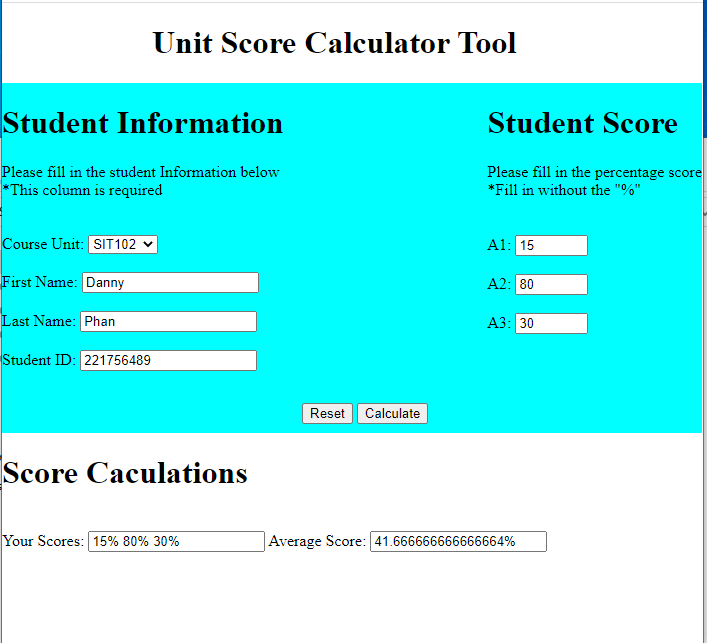 Unit Score Calculator Tool
Student Information
Please fill in the student Information below
*This column is required
Course Unit: SIT102
First Name: Danny
Last Name: Phan
Student ID: 221756489
Student Score
Please fill in the percentage score
*Fill in without the "%"
A1: 15
A2: 80
A3: 30
Reset Calculate
Score Caculations
Your Scores: 15% 80% 30% Average Score: 41.666666666666664%